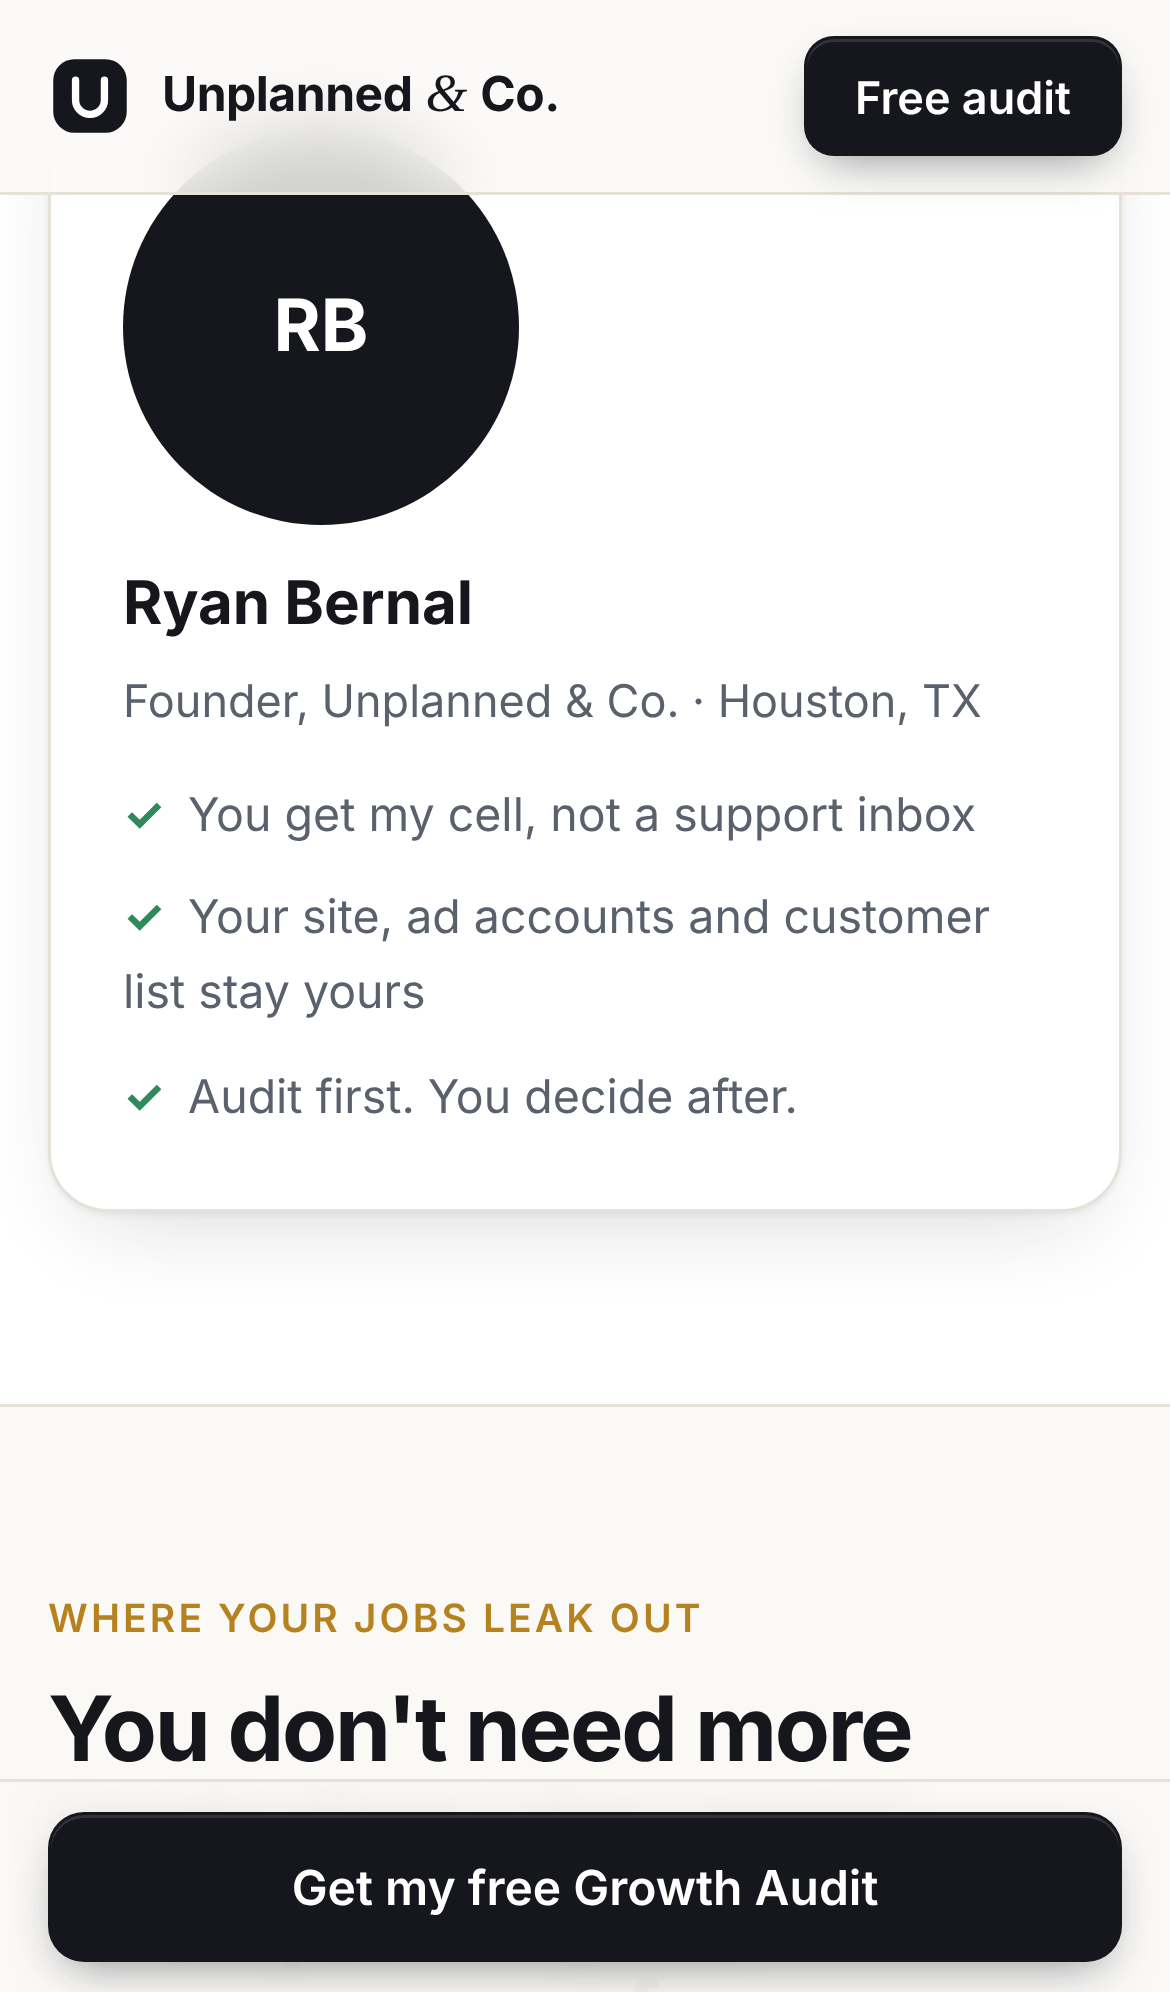 U Unplanned & Co.
Free audit
RB
Ryan Bernal
Founder, Unplanned & Co. · Houston, TX
✓ You get my cell, not a support inbox
✓ Your site, ad accounts and customer
list stay yours
✓ Audit first. You decide after.
WHERE YOUR JOBS LEAK OUT
You don't need more
Get my free Growth Audit